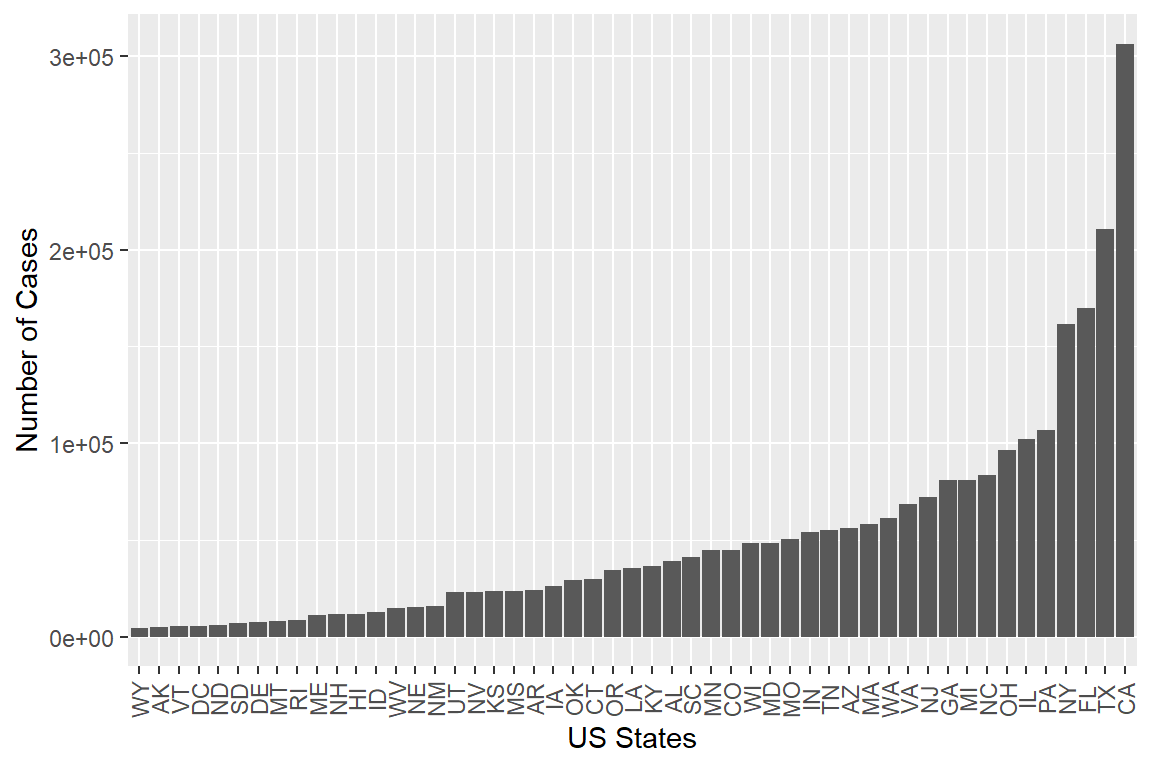 3e+05
2e+05
1e+05
0e+00
Number of Cases
WY AK VT DC ND SD DE MT RI ME NH HI ID WV NE NM UT NV KS MS AR IA OK CT OR LA KY AL SC MN CO WI MD MO IN TN AZ MA WA VA NJ GA MI NC OH IL PA NY FL TX CA
US States